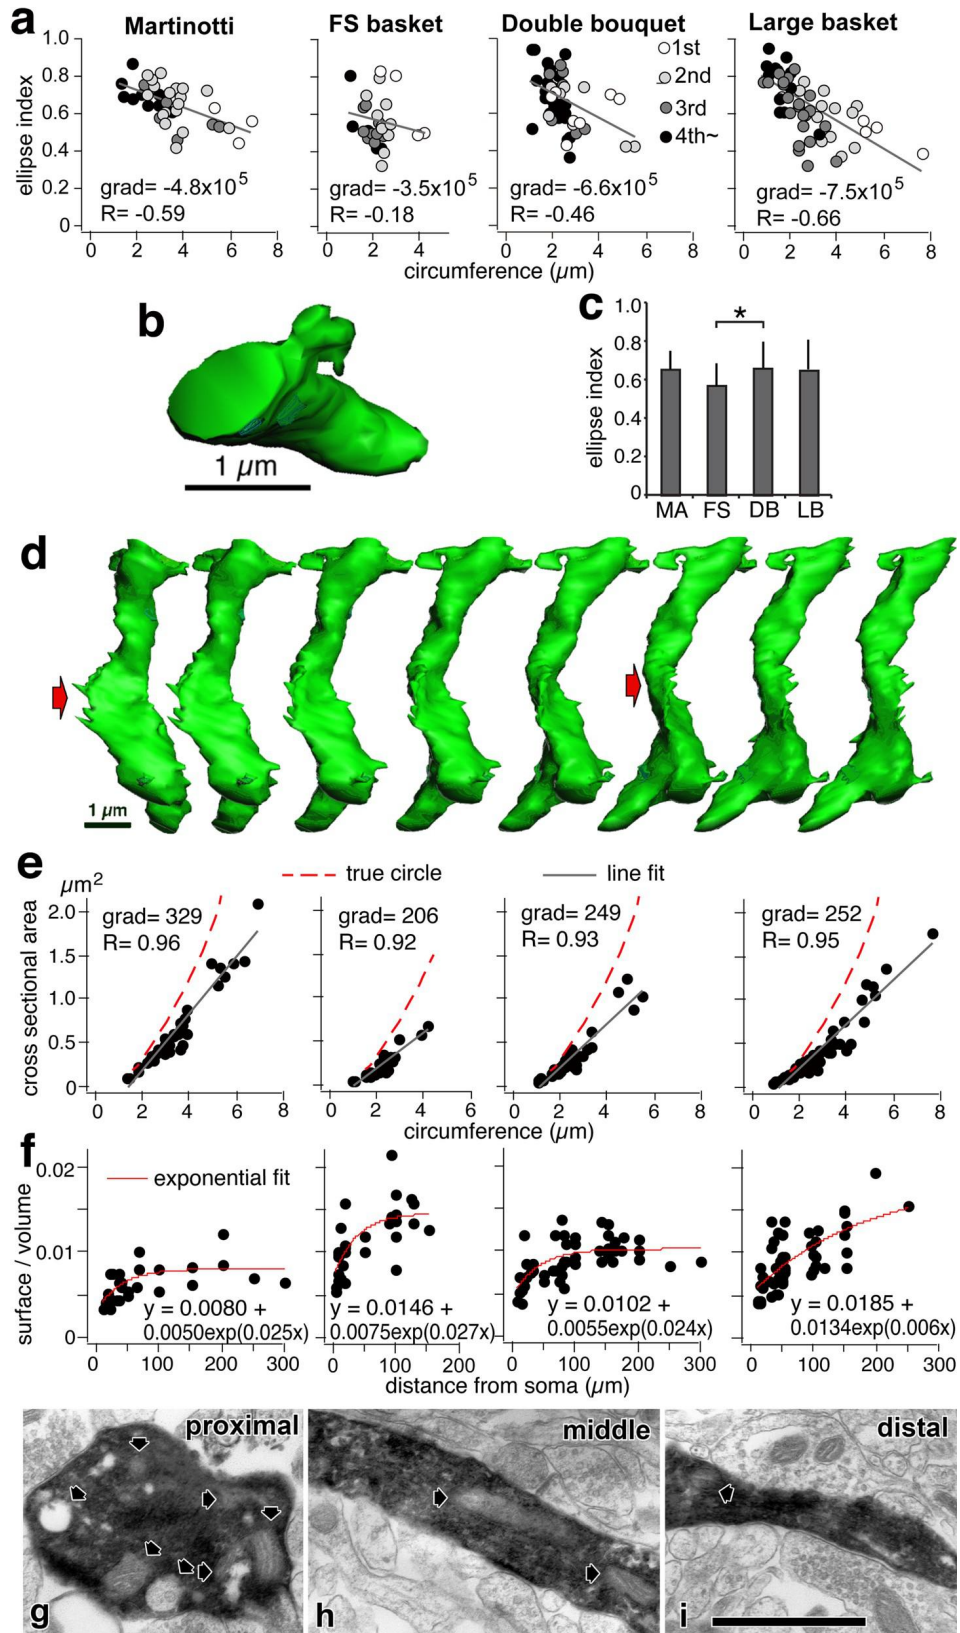 a
Martinotti
FS basket
Double bouquet
Large basket
1st
2nd
3rd
4th~
ellipse index
1.0
0.8
0.6
0.4
0.2
0
grad= -4.8x10⁵
R= -0.59
grad= -3.5x10⁵
R= -0.18
grad= -6.6x10⁵
R= -0.46
grad= -7.5x10⁵
R= -0.66
0 2 4 6 8
0 2 4
0 2 4 6 8
0 2 4 6 8
circumference (µm)
b
1 µm
c
ellipse index
1.0
0.8
0.6
0.4
0.2
0
*
MA FS DB LB
d
1 µm
e
true circle
line fit
µm²
cross sectional area
2.0
1.5
1.0
0.5
0
grad= 329
R= 0.96
grad= 206
R= 0.92
grad= 249
R= 0.93
grad= 252
R= 0.95
0 2 4 6 8
0 2 4 6
0 2 4 6 8
0 2 4 6 8
circumference (µm)
f
exponential fit
surface / volume
0.02
0.01
0
y = 0.0080 +
0.0050exp(0.025x)
y = 0.0146 +
0.0075exp(0.027x)
y = 0.0102 +
0.0055exp(0.024x)
y = 0.0185 +
0.0134exp(0.006x)
0 100 200 300
0 100 200
0 100 200 300
0 100 200 300
distance from soma (µm)
proximal
g
middle
h
distal
i